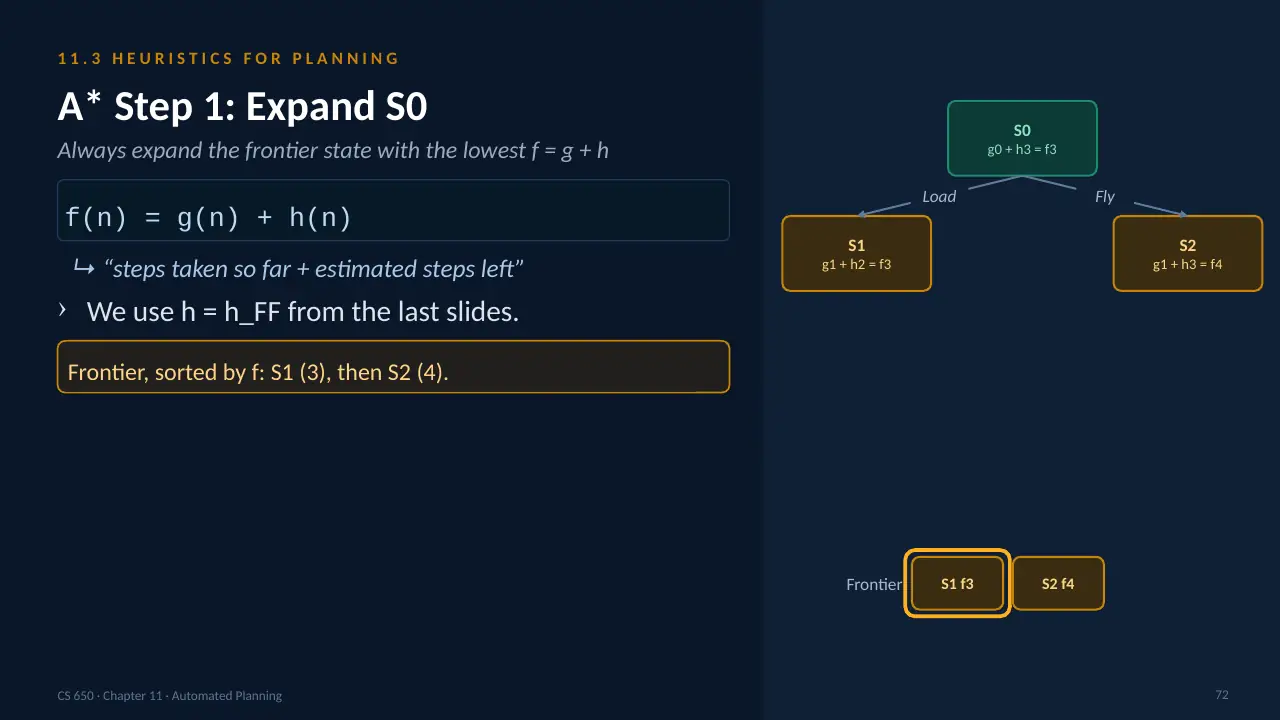 11.3 HEURISTICS FOR PLANNING
A* Step 1: Expand S0
Always expand the frontier state with the lowest f = g + h
f(n) = g(n) + h(n)
↪ “steps taken so far + estimated steps left”
› We use h = h_FF from the last slides.
Frontier, sorted by f: S1 (3), then S2 (4).
S0
g0 + h3 = f3
Load
Fly
S1
g1 + h2 = f3
S2
g1 + h3 = f4
Frontier
S1 f3
S2 f4
CS 650 · Chapter 11 · Automated Planning
72